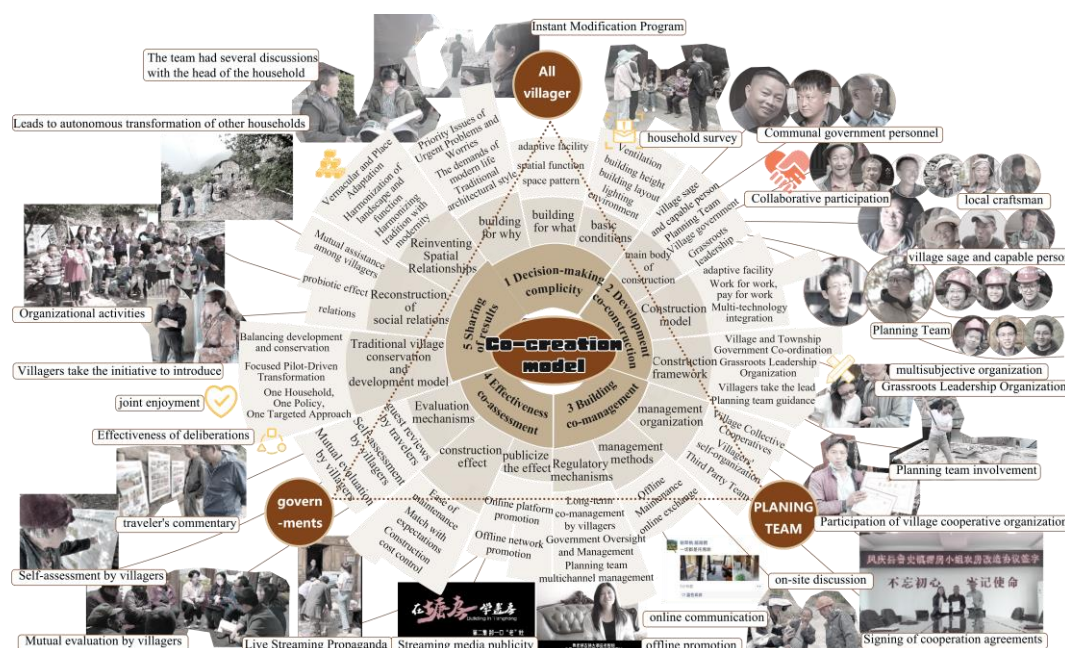 Instant Modification Program
The team had several discussions
with the head of the household
All
villager
household survey
Communal government personnel
Leads to autonomous transformation of other households
Collaborative participation
local craftsman
village sage and capable perso
Organizational activities
Planning Team
Villagers take the initiative to introduce
multisubjective organization
Grassroots Leadership Organization
joint enjoyment
Effectiveness of deliberations
Planning team involvement
traveler's commentary
govern
-ments
PLANING
TEAM
Participation of village cooperative organization
Self-assessment by villagers
on-site discussion
Mutual evaluation by villagers
Live Streaming Propaganda
Streaming media publicity
online communication
offline promotion
Signing of cooperation agreements
Co-creation
model
1 Decision-making
complicity
2 Development
co-construction
3 Building
co-management
4 Effectiveness
co-assessment
5 Sharing
of results
building
for why
building
for what
basic
conditions
main body
of
construction
Construction
model
Construction
framework
management
organization
management
methods
Regulatory
mechanisms
publicize
the effect
construction
effect
Evaluation
mechanisms
Traditional village
conservation
and
development model
Reconstruction
of
social relations
Reinventing
Spatial
Relationships
Priority Issues of
Urgent Problems and
Worries
The demands of
modern life
Traditional
architectural style
adaptive facility
spatial function
space pattern
Ventilation
building height
building layout
lighting
environment
village sage
and capable person
Planning Team
Village government
Grassroots
leadership
adaptive facility
Work for work,
pay for work
Multi-technology
integration
Village and Township
Government Co-ordination
Grassroots Leadership
Organization
Villagers take the lead
Planning team guidance
Village Collective
Cooperatives
Villagers'
self-organization
Third Party Team
Offline
Maintenance
online exchange
Long-term
co-management
by villagers
Government Oversight
and Management
Planning team
multichannel management
Online platform
promotion
Offline network
promotion
Ease of
maintenance
Match with
expectations
Construction
cost control
guest reviews
by travelers
Self-assessment
by villagers
Mutual evaluation
by villagers
Balancing development
and conservation
Focused Pilot-Driven
Transformation
One Household,
One Policy,
One Targeted Approach
Mutual assistance
among villagers
probiotic effect
relations
Vernacular and Place
Adaptation
Harmonization of
landscape and
function
Harmonizing
tradition with
modernity
不忘初心 牢记使命